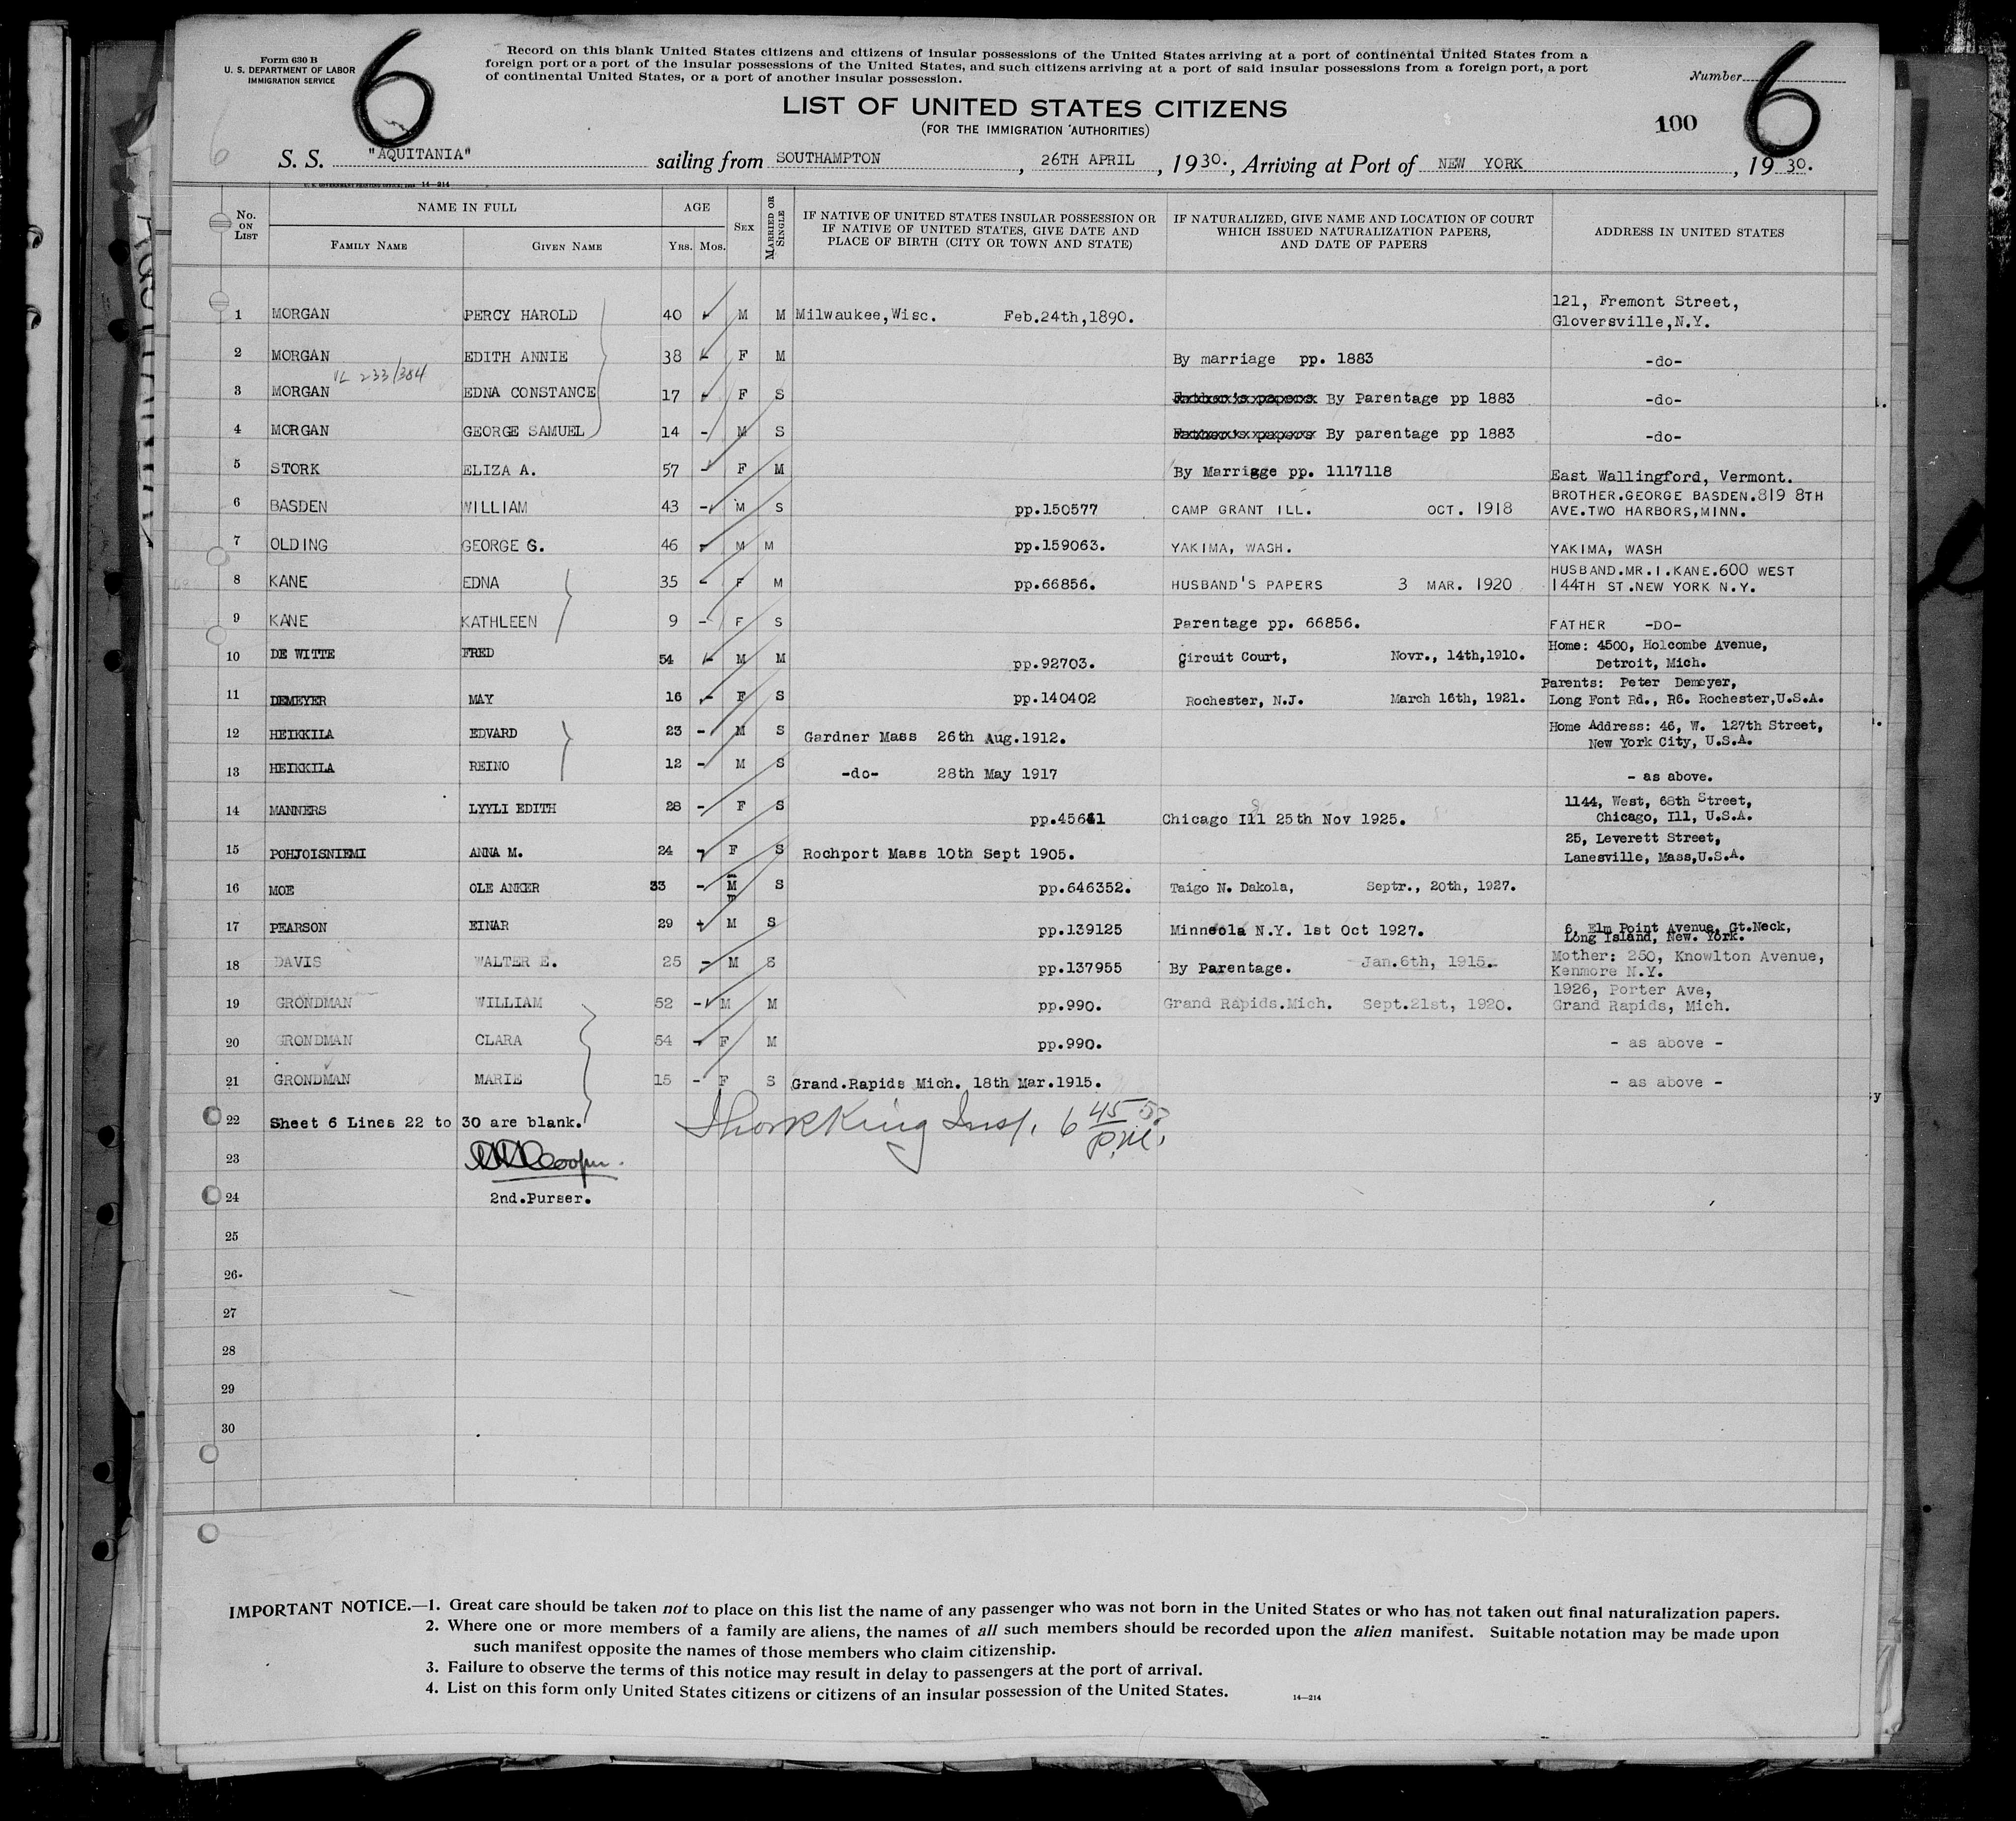 Form 630 B
U. S. DEPARTMENT OF LABOR
IMMIGRATION SERVICE
6
Record on this blank United States citizens and citizens of insular possessions of the United States arriving at a port of continental United States from a
foreign port or a port of the insular possessions of the United States, and such citizens arriving at a port of said insular possessions from a foreign port, a port
of continental United States, or a port of another insular possession.
Number 6
LIST OF UNITED STATES CITIZENS
(FOR THE IMMIGRATION AUTHORITIES)
100
6
S. S. "AQUITANIA" sailing from SOUTHAMPTON, 26TH APRIL, 1930., Arriving at Port of NEW YORK, 1930.
14—214
No. ON LIST | NAME IN FULL | AGE | SEX | MARRIED OR SINGLE | IF NATIVE OF UNITED STATES INSULAR POSSESSION OR IF NATIVE OF UNITED STATES, GIVE DATE AND PLACE OF BIRTH (CITY OR TOWN AND STATE) | IF NATURALIZED, GIVE NAME AND LOCATION OF COURT WHICH ISSUED NATURALIZATION PAPERS, AND DATE OF PAPERS | ADDRESS IN UNITED STATES
FAMILY NAME | GIVEN NAME | YRS. | MOS.
1 MORGAN PERCY HAROLD 40 M M Milwaukee,Wisc. Feb.24th,1890. 121, Fremont Street,
Gloversville,N.Y.
2 MORGAN EDITH ANNIE 38 F M By marriage pp. 1883 -do-
VL 233/384
3 MORGAN EDNA CONSTANCE 17 F S Father's papers By Parentage pp 1883 -do-
4 MORGAN GEORGE SAMUEL 14 - M S Father's papers By parentage pp 1883 -do-
5 STORK ELIZA A. 57 - F M By Marrigge pp. 1117118 East Wallingford, Vermont.
6 BASDEN WILLIAM 43 - M S pp.150577 CAMP GRANT ILL. OCT. 1918 BROTHER.GEORGE BASDEN.819 8TH
AVE.TWO HARBORS,MINN.
7 OLDING GEORGE G. 46 - M M pp.159063. YAKIMA, WASH. YAKIMA, WASH
8 KANE EDNA 35 - F M pp.66856. HUSBAND'S PAPERS 3 MAR. 1920 HUSBAND.MR.I.KANE.600 WEST
144TH ST.NEW YORK N.Y.
9 KANE KATHLEEN 9 - F S Parentage pp. 66856. FATHER -DO-
10 DE WITTE FRED 54 - M M pp.92703. Circuit Court, Novr., 14th,1910. Home: 4500, Holcombe Avenue,
Detroit, Mich.
11 DEMEYER MAY 16 - F S pp.140402 Rochester, N.J. March 16th, 1921. Parents: Peter Demeyer,
Long Font Rd., R6. Rochester,U.S.A.
12 HEIKKILA EDVARD 23 - M S Gardner Mass 26th Aug.1912. Home Address: 46, W. 127th Street,
New York City, U.S.A.
13 HEIKKILA REINO 12 - M S -do- 28th May 1917 - as above.
14 MANNERS LYYLI EDITH 28 - F S pp.45641 Chicago Ill 25th Nov 1925. 1144, West, 68th Street,
Chicago, Ill, U.S.A.
15 POHJOISNIEMI ANNA M. 24 - F S Rochport Mass 10th Sept 1905. 25, Leverett Street,
Lanesville, Mass,U.S.A.
16 MOE OLE ANKER 33 - M S pp.646352. Taigo N. Dakola, Septr., 20th, 1927.
17 PEARSON EINAR 29 - M S pp.139125 Minneola N.Y. 1st Oct 1927. 6, Elm Point Avenue, Gt.Neck,
Long Island, New. York.
18 DAVIS WALTER E. 25 - M S pp.137955 By Parentage. Jan.6th, 1915. Mother: 250, Knowlton Avenue,
Kenmore N.Y.
19 GRONDMAN WILLIAM 52 - M M pp.990. Grand Rapids.Mich. Sept.21st, 1920. 1926, Porter Ave,
Grand Rapids, Mich.
20 GRONDMAN CLARA 54 - F M pp.990. - as above -
21 GRONDMAN MARIE 15 - F S Grand.Rapids Mich. 18th Mar.1915. - as above -
22 Sheet 6 Lines 22 to 30 are blank. King Insp. 6 45 P.M.
23 Cooper.
24 2nd.Purser.
25
26
27
28
29
30
IMPORTANT NOTICE.—1. Great care should be taken not to place on this list the name of any passenger who was not born in the United States or who has not taken out final naturalization papers.
2. Where one or more members of a family are aliens, the names of all such members should be recorded upon the alien manifest. Suitable notation may be made upon
such manifest opposite the names of those members who claim citizenship.
3. Failure to observe the terms of this notice may result in delay to passengers at the port of arrival.
4. List on this form only United States citizens or citizens of an insular possession of the United States.
14—214